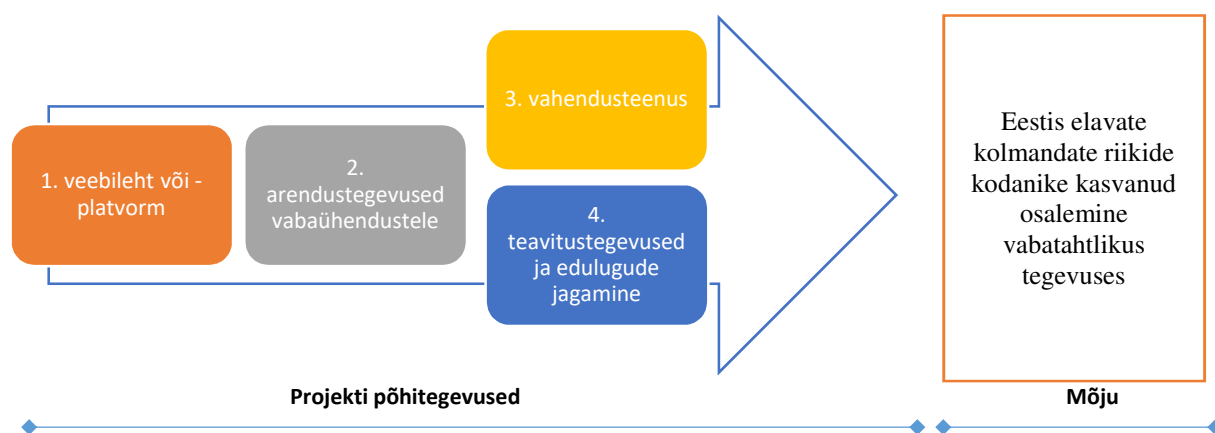 1. veebileht või -
platvorm
2.
arendustegevused
vabaühendustele
3. vahendusteenus
4.
teavitustegevused
ja edulugude
jagamine
Eestis elavate
kolmandate riikide
kodanike kasvanud
osalemine
vabatahtlikus
tegevuses
Projekti põhitegevused
Mõju